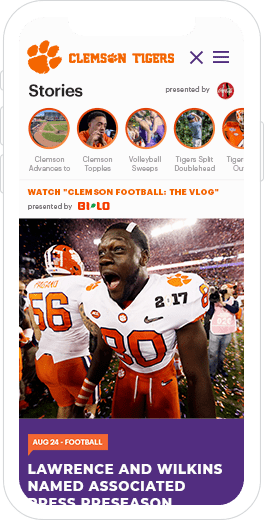 CLEMSON TIGERS
Stories
presented by
Clemson
Advances to
Clemson
Topples
Volleyball
Sweeps
Tigers Split
Doublehead
Tiger
Ou
WATCH "CLEMSON FOOTBALL: THE VLOG"
presented by BI-LO
56
2 17
80
AUG 24 - FOOTBALL
LAWRENCE AND WILKINS
NAMED ASSOCIATED
PRESS PRESEASON